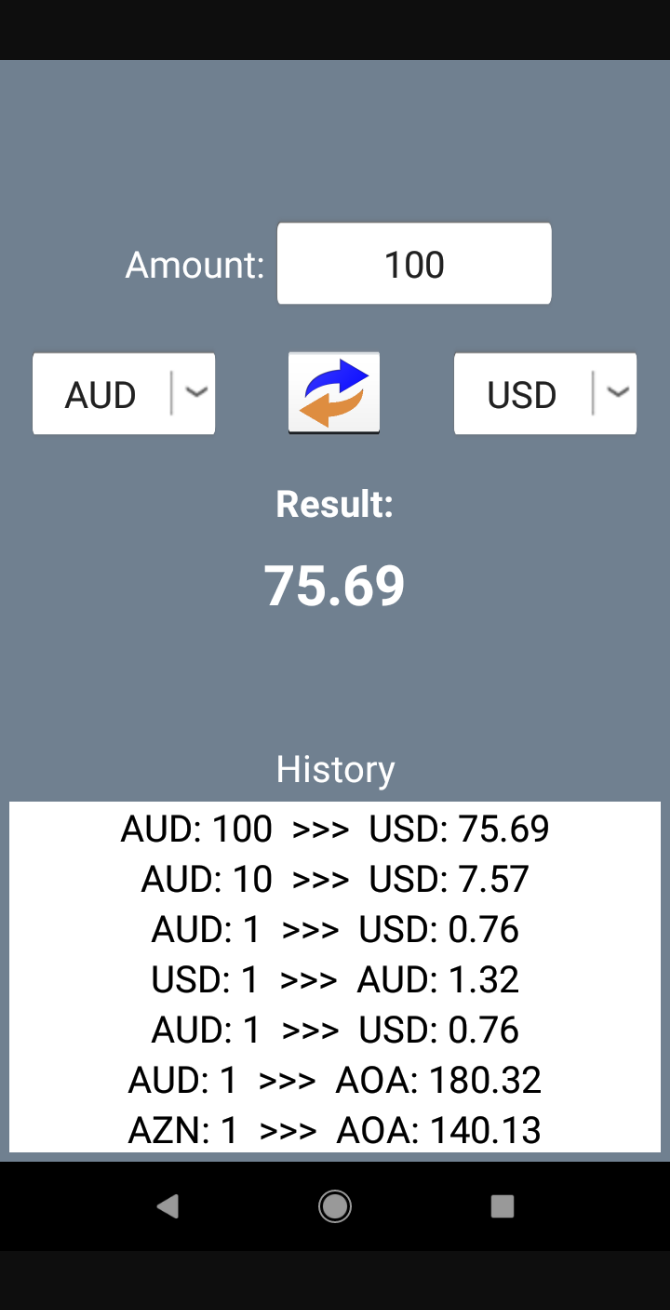 Amount: 100
AUD USD
Result:
75.69
History
AUD: 100 >>> USD: 75.69
AUD: 10 >>> USD: 7.57
AUD: 1 >>> USD: 0.76
USD: 1 >>> AUD: 1.32
AUD: 1 >>> USD: 0.76
AUD: 1 >>> AOA: 180.32
AZN: 1 >>> AOA: 140.13